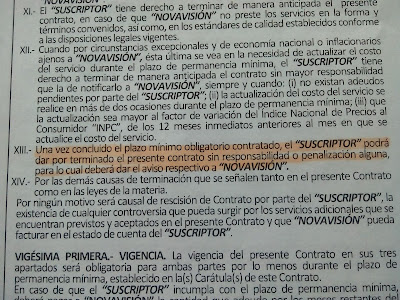 "NOVAVISIÓN"
XI.- El "SUSCRIPTOR" tiene derecho a terminar de manera anticipada el presente
contrato, en caso de que "NOVAVISIÓN" no preste los servicios en la forma y
términos convenidos, así como, en los estándares de calidad establecidos conforme
a las disposiciones legales vigentes.
XII.- Cuando por circunstancias excepcionales y de economía nacional o inflacionarios
ajenos a "NOVAVISIÓN", ésta última se vea en la necesidad de actualizar el costo
del servicio durante el plazo de permanencia mínima, el "SUSCRIPTOR" tiene
derecho a terminar de manera anticipada el contrato sin mayor responsabilidad
que la de notificarlo a "NOVAVISIÓN", siempre y cuando: (i) no existan adeudos
pendientes por parte del "SUSCRIPTOR"; (ii) la actualización del costo del servicio se
realice en más de dos ocasiones durante el plazo de permanencia mínima; (iii) que
la actualización sea mayor al factor de variación del Índice Nacional de Precios al
Consumidor "INPC", de los 12 meses inmediatos anteriores al mes en que se
actualice el costo del servicio.
XIII.- Una vez concluido el plazo mínimo obligatorio contratado, el "SUSCRIPTOR" podrá
dar por terminado el presente contrato sin responsabilidad o penalización alguna,
para lo cual deberá dar el aviso respectivo a "NOVAVISIÓN".
XIV.- Por las demás causas de terminación que se señalen tanto en el presente Contrato
como en las leyes de la materia.
Por ningún motivo será causal de rescisión de Contrato por parte del "SUSCRIPTOR", la
existencia de cualquier controversia que pueda surgir por los servicios adicionales que se
encuentran previstos y aceptados en el presente Contrato y que "NOVAVISIÓN" pueda
facturar en el estado de cuenta del "SUSCRIPTOR".
VIGÉSIMA PRIMERA.- VIGENCIA. La vigencia del presente Contrato en sus tres
apartados será obligatoria para ambas partes por lo menos durante el plazo de
permanencia mínima, establecido en la(s) Carátula(s) de este Contrato.
En caso de que el "SUSCRIPTOR" incumpla con el plazo de permanencia mínima,